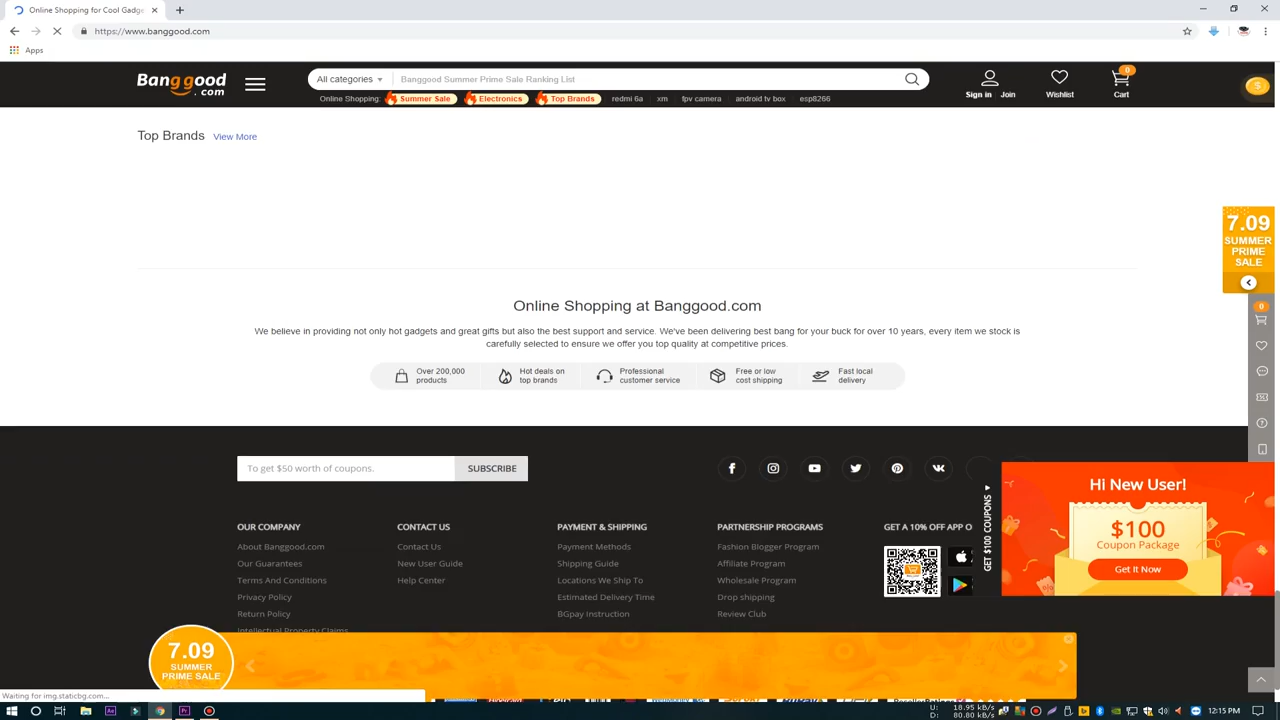 Online Shopping for Cool Gadge
https://www.banggood.com
Apps
Banggood
.com
All categories
Banggood Summer Prime Sale Ranking List
Sign in
Join
Wishlist
0
Cart
Online Shopping:
Summer Sale
Electronics
Top Brands
redmi 6a
xm
fpv camera
android tv box
esp8266
Top Brands
View More
7.09
SUMMER
PRIME
SALE
0
Online Shopping at Banggood.com
We believe in providing not only hot gadgets and great gifts but also the best support and service. We've been delivering best bang for your buck for over 10 years, every item we stock is
carefully selected to ensure we offer you top quality at competitive prices.
Over 200,000
products
Hot deals on
top brands
Professional
customer service
Free or low
cost shipping
Fast local
delivery
To get $50 worth of coupons.
SUBSCRIBE
OUR COMPANY
About Banggood.com
Our Guarantees
Terms And Conditions
Privacy Policy
Return Policy
Intellectual Property Claims
CONTACT US
Contact Us
New User Guide
Help Center
PAYMENT & SHIPPING
Payment Methods
Shipping Guide
Locations We Ship To
Estimated Delivery Time
BGpay Instruction
PARTNERSHIP PROGRAMS
Fashion Blogger Program
Affiliate Program
Wholesale Program
Drop shipping
Review Club
GET A 10% OFF APP O
GET $100 COUPONS
Hi New User!
$100
Coupon Package
Get It Now
7.09
SUMMER
PRIME SALE
Waiting for img.staticbg.com...
U: 18.95 kB/s
D: 80.80 kB/s
12:15 PM